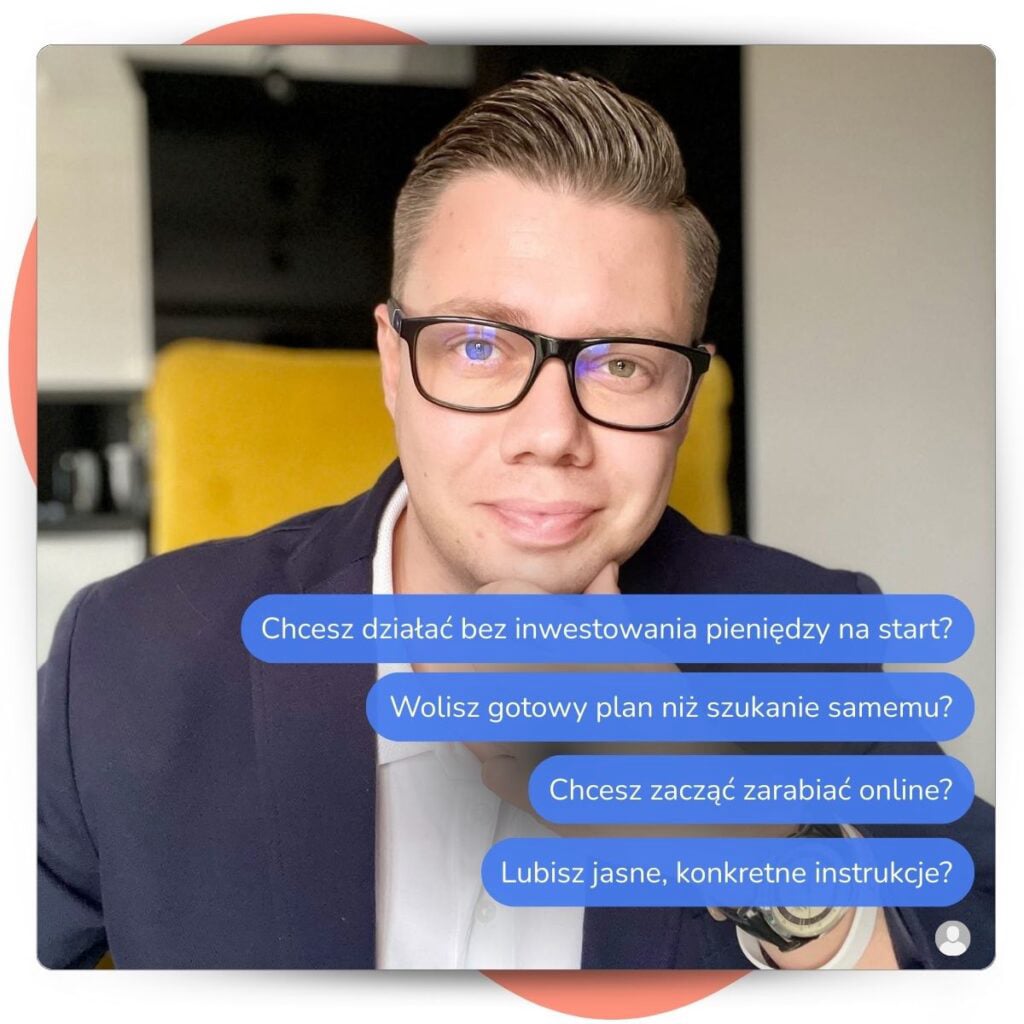 Chcesz działać bez inwestowania pieniędzy na start?
Wolisz gotowy plan niż szukanie samemu?
Chcesz zacząć zarabiać online?
Lubisz jasne, konkretne instrukcje?